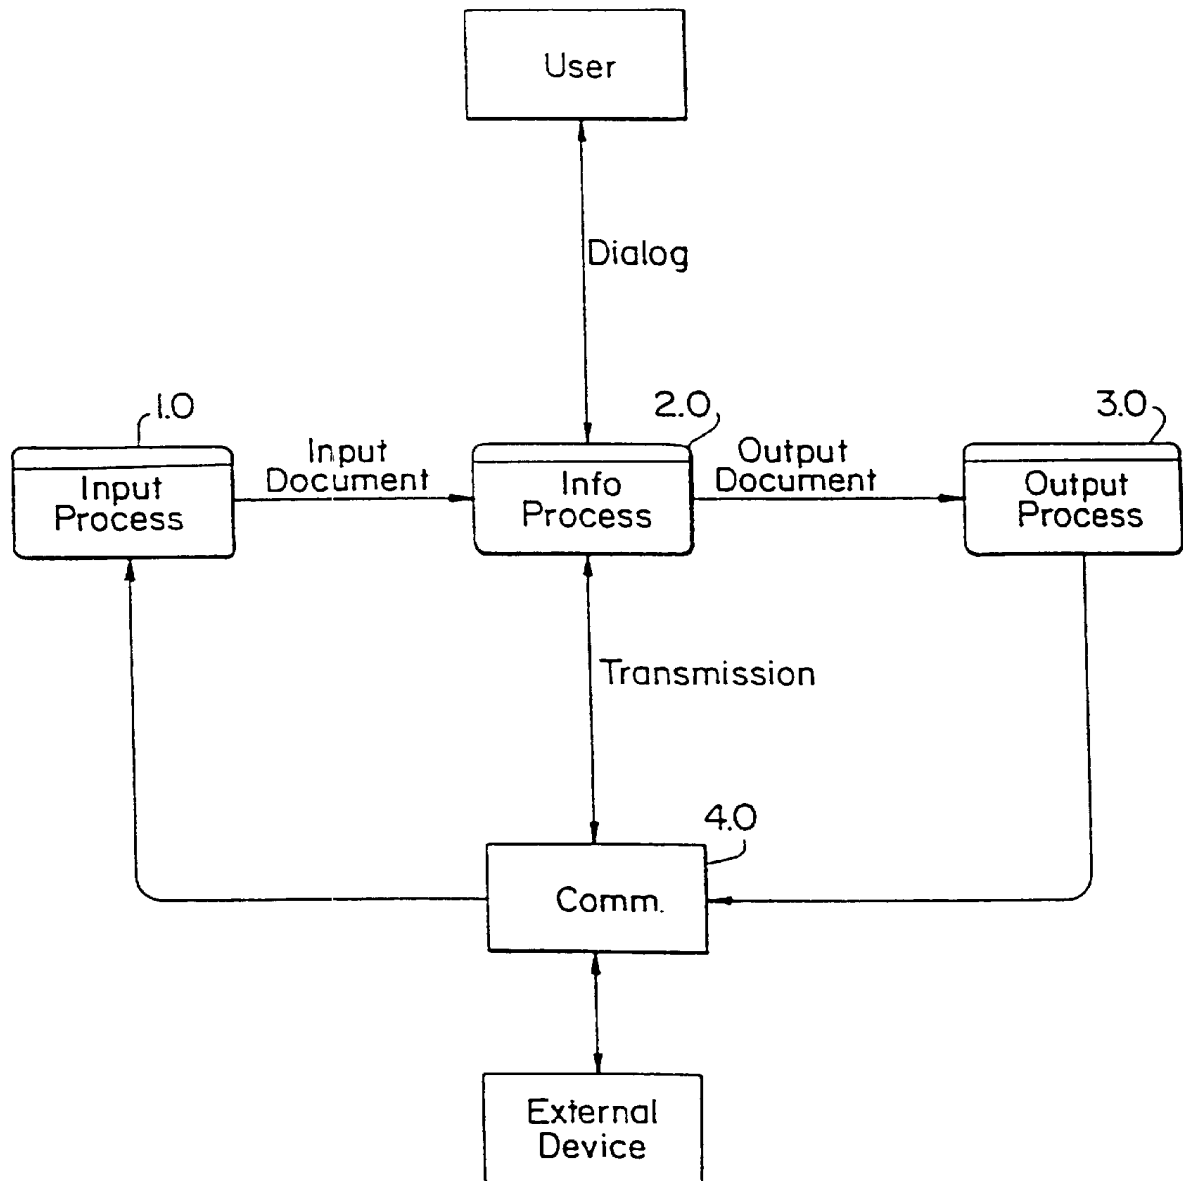 User
Dialog
1.0
2.0
3.0
Input
Document
Output
Document
Input
Process
Info
Process
Output
Process
Transmission
4.0
Comm.
External
Device